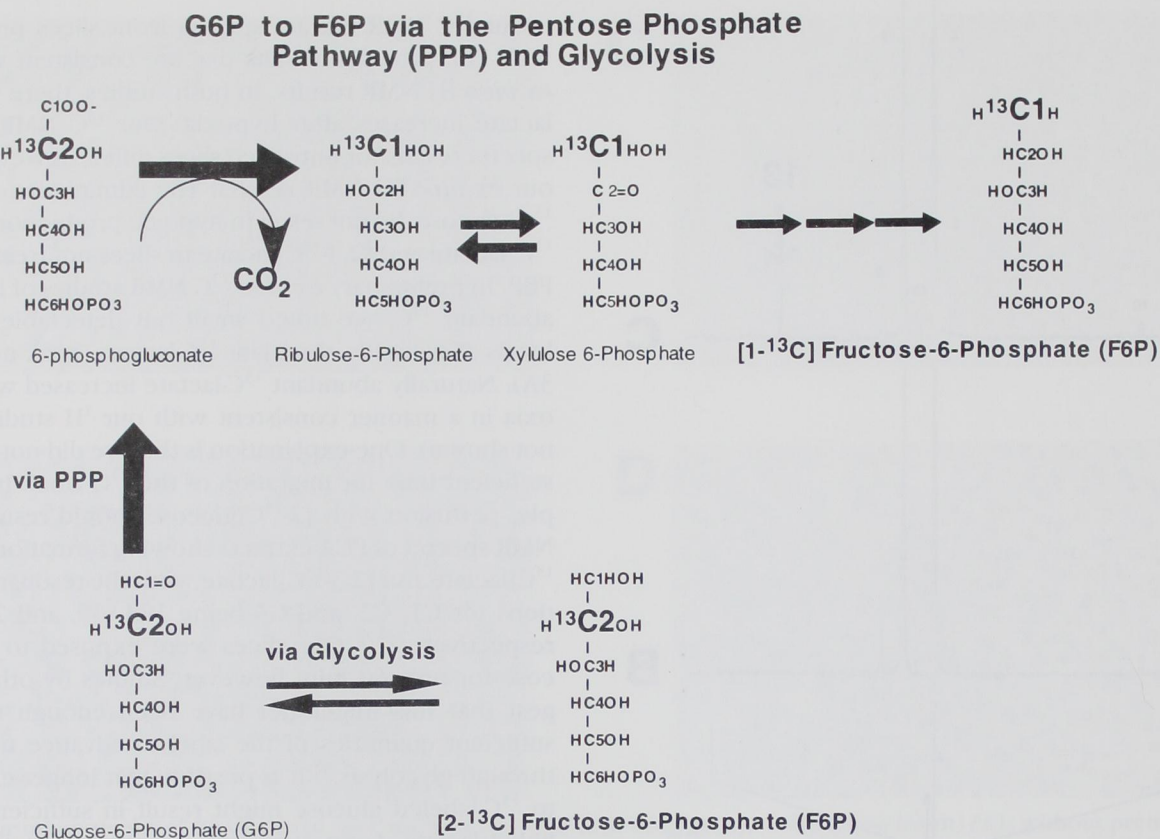 G6P to F6P via the Pentose Phosphate
Pathway (PPP) and Glycolysis
C1OO-
H¹³C2OH
HOC3H
HC4OH
HC5OH
HC6HOPO₃
6-phosphogluconate
CO₂
H¹³C1HOH
HOC2H
HC3OH
HC4OH
HC5HOPO₃
Ribulose-6-Phosphate
H¹³C1HOH
C2=O
HC3OH
HC4OH
HC5HOPO₃
Xylulose 6-Phosphate
H¹³C1H
HC2OH
HOC3H
HC4OH
HC5OH
HC6HOPO₃
[1-¹³C] Fructose-6-Phosphate (F6P)
via PPP
HC1=O
H¹³C2OH
HOC3H
HC4OH
HC5OH
HC6HOPO₃
Glucose-6-Phosphate (G6P)
via Glycolysis
HC1HOH
H¹³C2OH
HOC3H
HC4OH
HC5OH
HC6HOPO₃
[2-¹³C] Fructose-6-Phosphate (F6P)